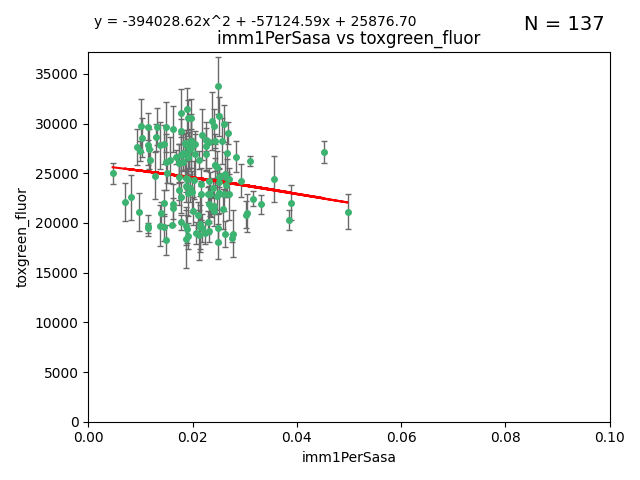 y = -394028.62x^2 + -57124.59x + 25876.70
N = 137
imm1PerSasa vs toxgreen_fluor
35000
30000
25000
20000
15000
10000
5000
0
toxgreen_fluor
0.00 0.02 0.04 0.06 0.08 0.10
imm1PerSasa